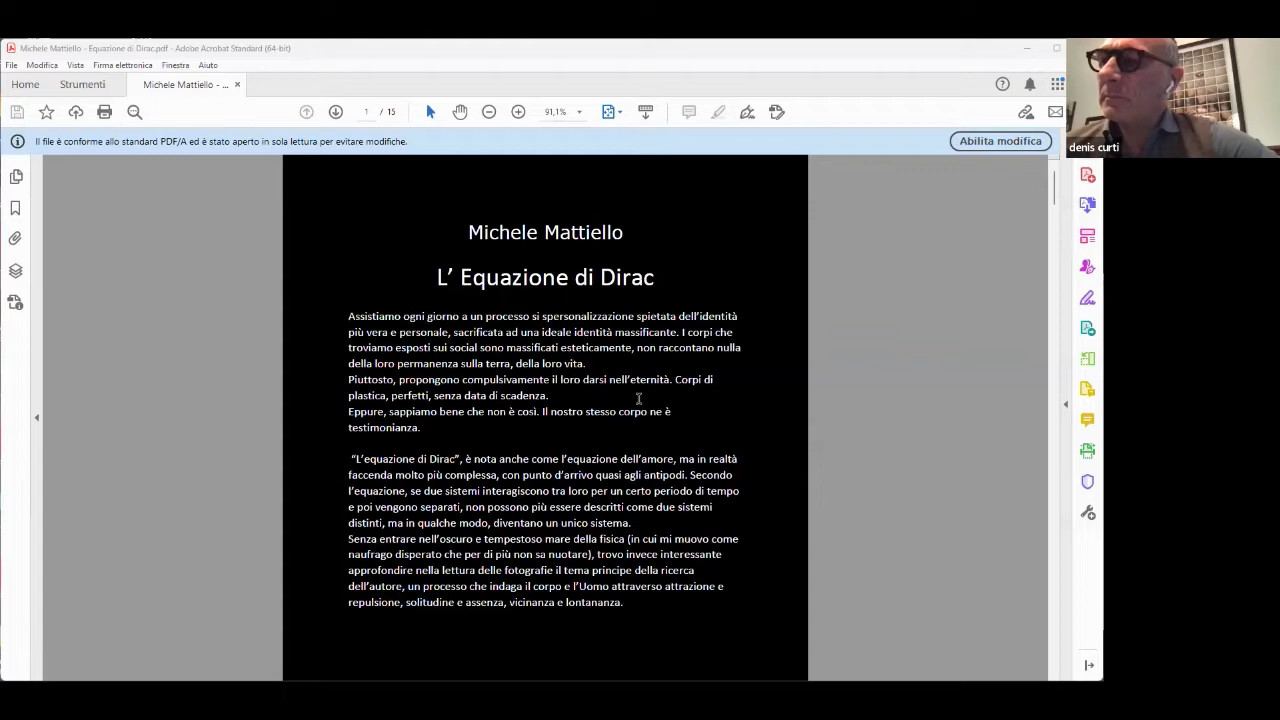 Michele Mattiello - Equazione di Dirac.pdf - Adobe Acrobat Standard (64-bit)
File Modifica Vista Firma elettronica Finestra Aiuto
Home Strumenti Michele Mattiello - ... ×
1 / 15 91,1%
Il file è conforme allo standard PDF/A ed è stato aperto in sola lettura per evitare modifiche.
Abilita modifica
denis curti
Michele Mattiello
L’ Equazione di Dirac
Assistiamo ogni giorno a un processo si spersonalizzazione spietata dell’identità
più vera e personale, sacrificata ad una ideale identità massificante. I corpi che
troviamo esposti sui social sono massificati esteticamente, non raccontano nulla
della loro permanenza sulla terra, della loro vita.
Piuttosto, propongono compulsivamente il loro darsi nell’eternità. Corpi di
plastica, perfetti, senza data di scadenza.
Eppure, sappiamo bene che non è così. Il nostro stesso corpo ne è
testimonianza.
“L’equazione di Dirac”, è nota anche come l’equazione dell’amore, ma in realtà
faccenda molto più complessa, con punto d’arrivo quasi agli antipodi. Secondo
l’equazione, se due sistemi interagiscono tra loro per un certo periodo di tempo
e poi vengono separati, non possono più essere descritti come due sistemi
distinti, ma in qualche modo, diventano un unico sistema.
Senza entrare nell’oscuro e tempestoso mare della fisica (in cui mi muovo come
naufrago disperato che per di più non sa nuotare), trovo invece interessante
approfondire nella lettura delle fotografie il tema principe della ricerca
dell’autore, un processo che indaga il corpo e l’Uomo attraverso attrazione e
repulsione, solitudine e assenza, vicinanza e lontananza.